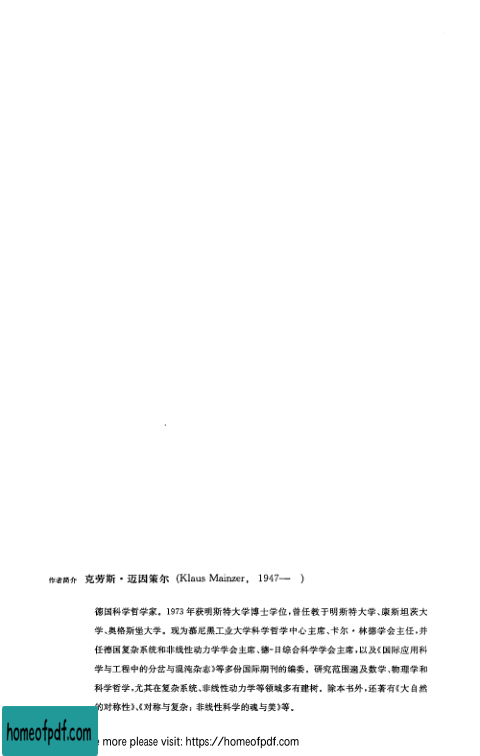 作者简介 克劳斯·迈因策尔 (Klaus Mainzer, 1947— )
德国科学哲学家。1973 年获明斯特大学博士学位,曾任教于明斯特大学、康斯坦茨大
学、奥格斯堡大学。现为慕尼黑工业大学科学哲学中心主席、卡尔·林德学会主任,并
任德国复杂系统和非线性动力学学会主席、德-日综合科学学会主席,以及《国际应用科
学与工程中的分岔与混沌杂志》等多份国际期刊的编委。研究范围遍及数学、物理学和
科学哲学,尤其在复杂系统、非线性动力学等领域多有建树。除本书外,还著有《大自然
的对称性》、《对称与复杂:非线性科学的魂与美》等。
homeofpdf.com
more please visit: https://homeofpdf.com